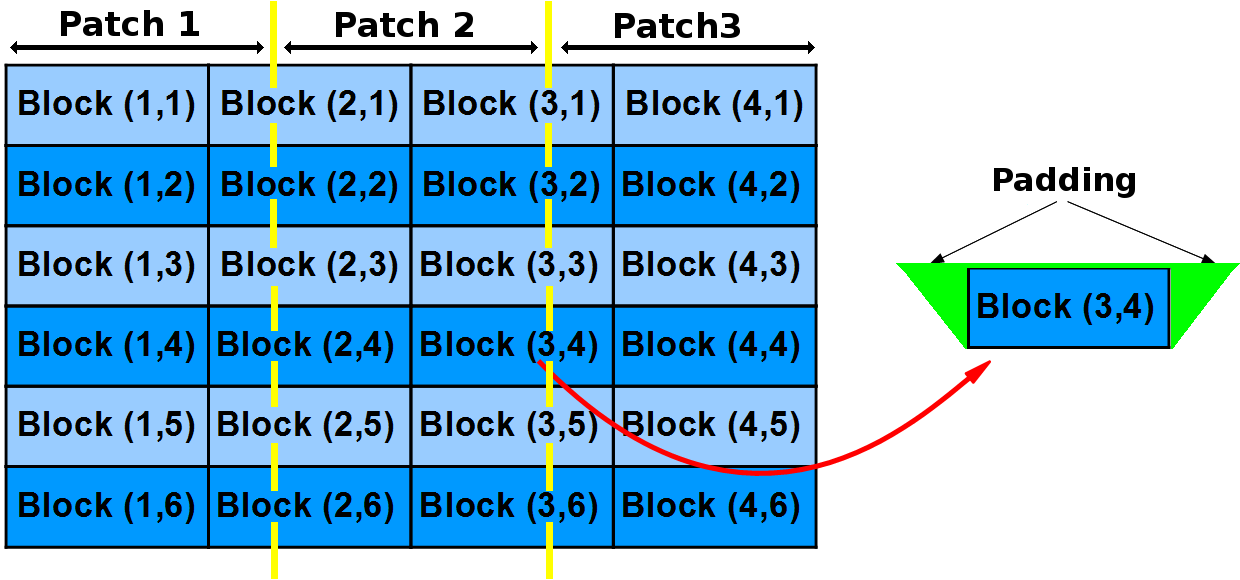 Patch 1 Patch 2 Patch3
Block (1,1) Block (2,1) Block (3,1) Block (4,1)
Block (1,2) Block (2,2) Block (3,2) Block (4,2)
Padding
Block (1,3) Block (2,3) Block (3,3) Block (4,3)
Block (3,4)
Block (1,4) Block (2,4) Block (3,4) Block (4,4)
Block (1,5) Block (2,5) Block (3,5) Block (4,5)
Block (1,6) Block (2,6) Block (3,6) Block (4,6)